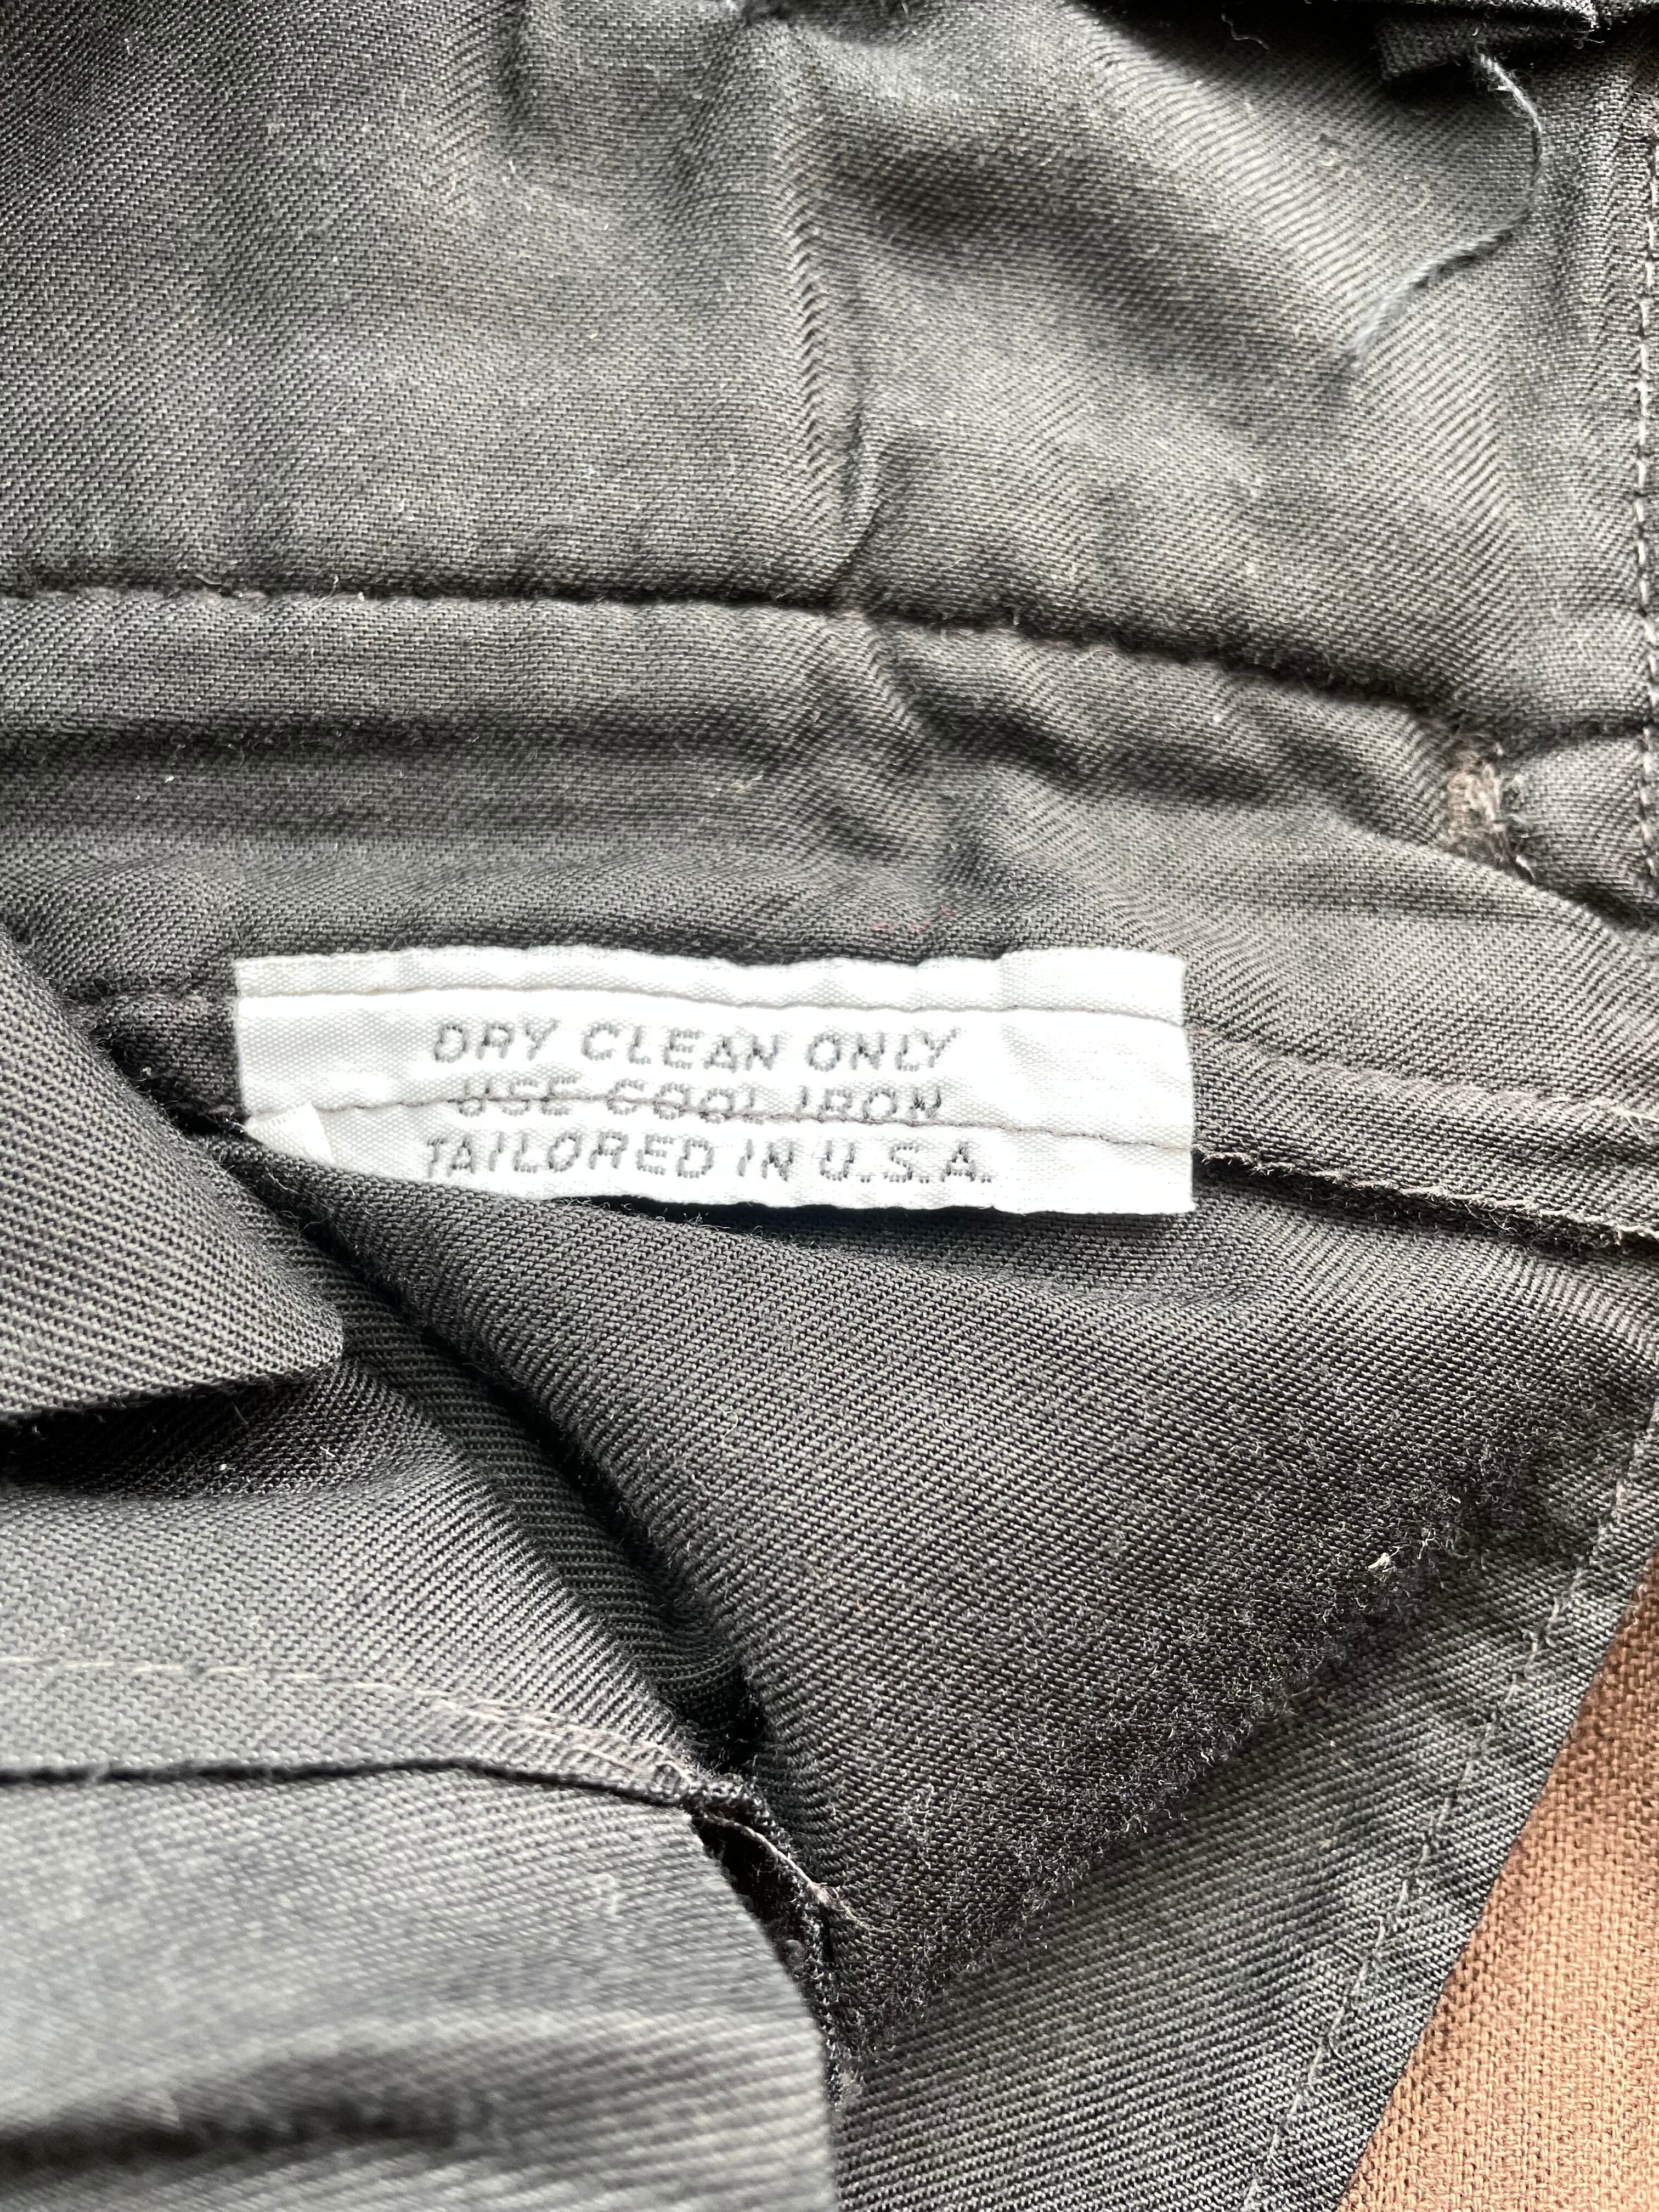 DRY CLEAN ONLY
USE COOL IRON
TAILORED IN U.S.A.